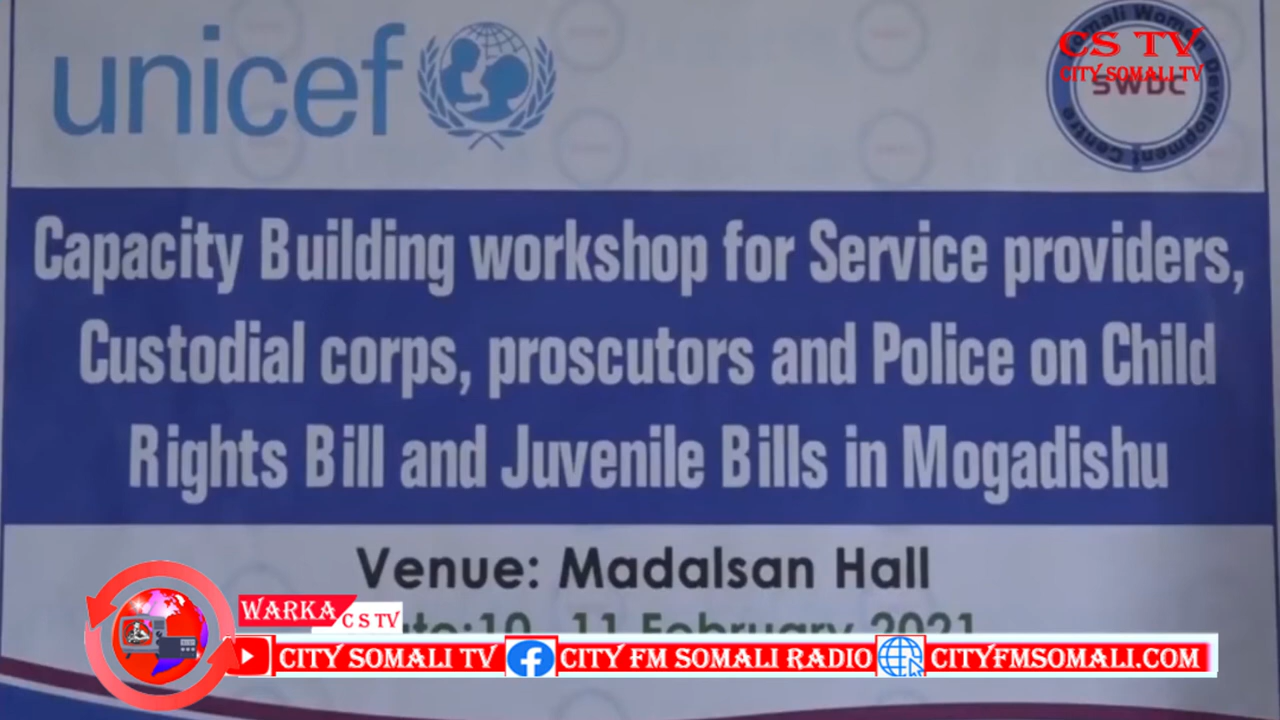 unicef
CS TV
CITY SOMALI TV
SWDC
Somali Women Development Centre
Capacity Building workshop for Service providers,
Custodial corps, proscutors and Police on Child
Rights Bill and Juvenile Bills in Mogadishu
Venue: Madalsan Hall
10 - 11 February 2021
WARKA
C S TV
CITY SOMALI TV
CITY FM SOMALI RADIO
CITYFMSOMALI.COM